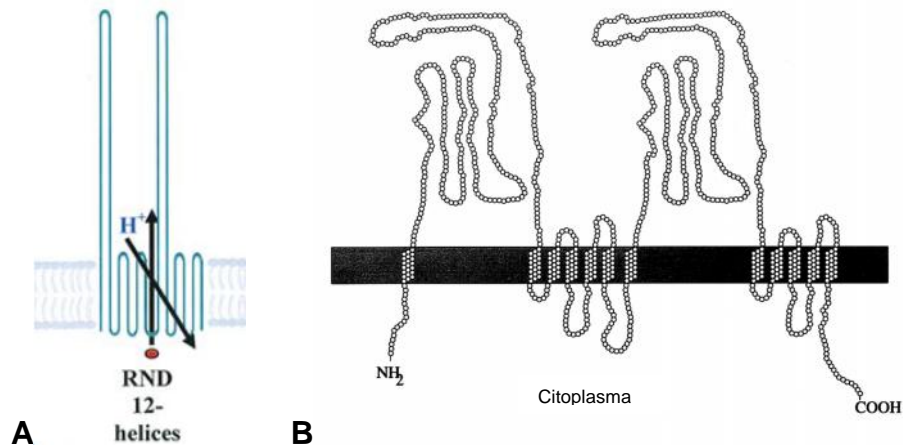 H⁺
RND
12-
helices
A
NH₂
Citoplasma
COOH
B